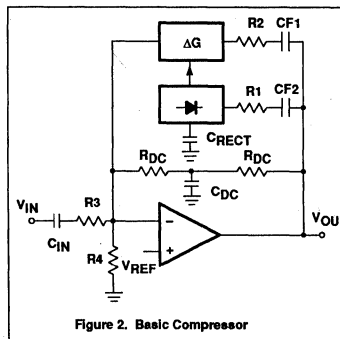 R2 CF1
ΔG
R1 CF2
CRECT
RDC RDC
CDC
VIN
R3
CIN
R4
VREF
−
+
VOU
Figure 2. Basic Compressor